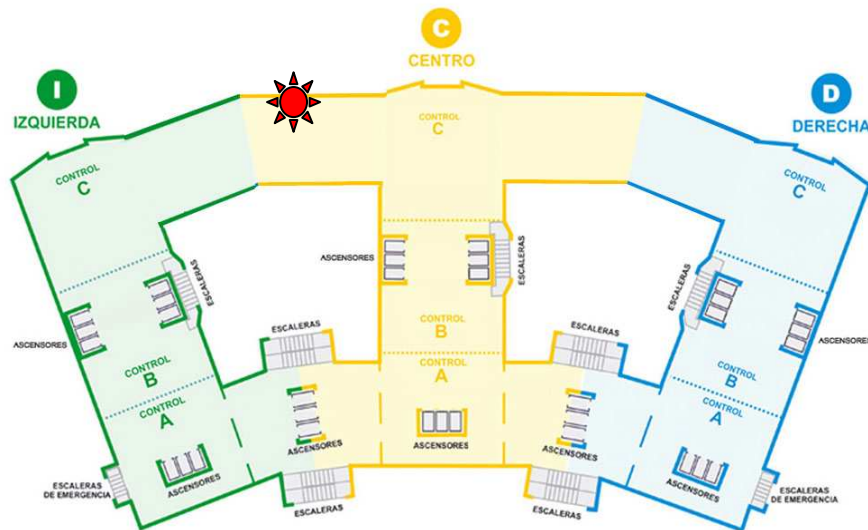 C
CENTRO
I
IZQUIERDA
D
DERECHA
CONTROL
C
CONTROL
C
CONTROL
C
ASCENSORES
ESCALERAS
ESCALERAS
ESCALERAS
ASCENSORES
ESCALERAS
CONTROL
B
ESCALERAS
ASCENSORES
CONTROL
B
CONTROL
B
CONTROL
A
CONTROL
A
CONTROL
A
ASCENSORES
ASCENSORES
ASCENSORES
ASCENSORES
ASCENSORES
ESCALERAS
DE EMERGENCIA
ESCALERAS
ESCALERAS
ESCALERAS
DE EMERGENCIA